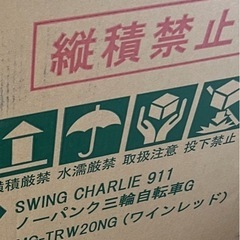 縦積禁止
積厳禁 水濡厳禁 取扱注意 投下禁止
SWING CHARLIE 911
ノーパンク三輪自転車G
-TRW20NG (ワインレッド)